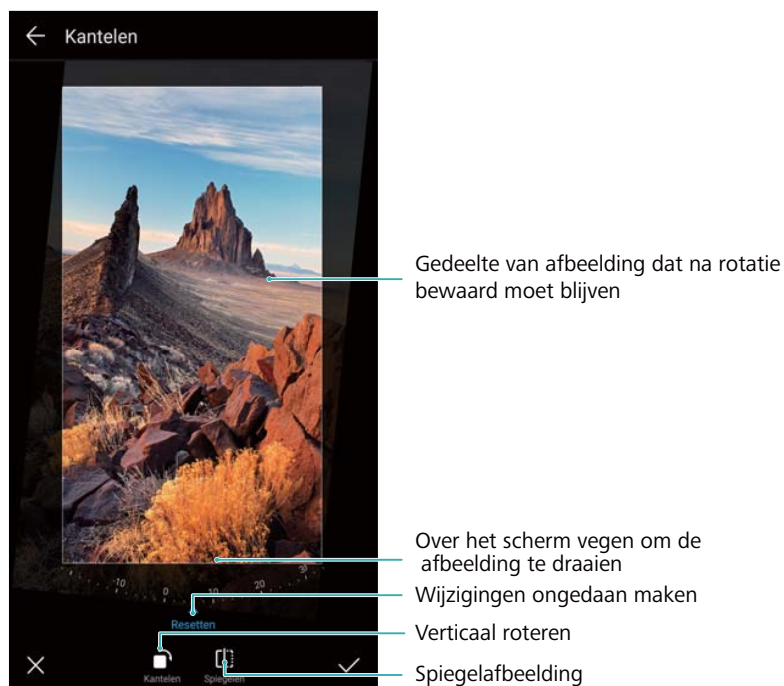 Kantelen
Gedeelte van afbeelding dat na rotatie
bewaard moet blijven
Over het scherm vegen om de
afbeelding te draaien
-10 0 10 20 30
Wijzigingen ongedaan maken
Resetten
Verticaal roteren
Kantelen Spiegelen
Spiegelafbeelding